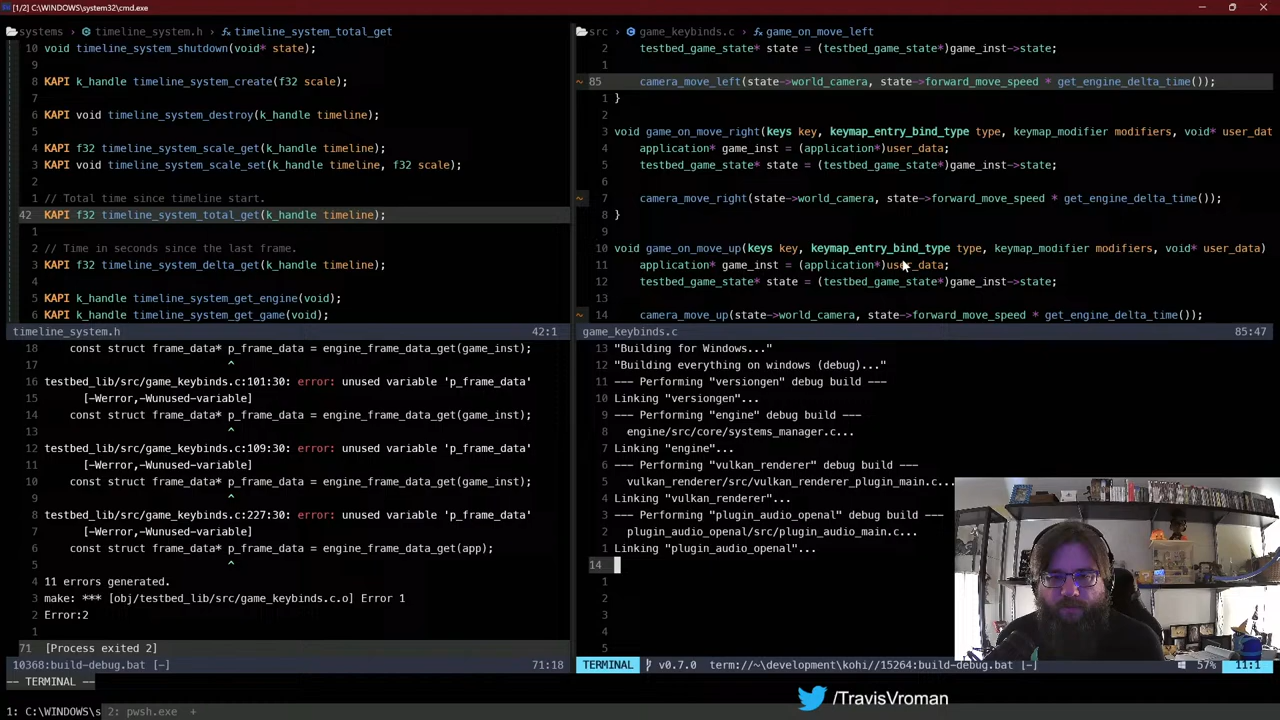 [1/2] C:\WINDOWS\system32\cmd.exe
systems > timeline_system.h > timeline_system_total_get
10 void timeline_system_shutdown(void* state);
9
8 KAPI k_handle timeline_system_create(f32 scale);
7
6 KAPI void timeline_system_destroy(k_handle timeline);
5
4 KAPI f32 timeline_system_scale_get(k_handle timeline);
3 KAPI void timeline_system_scale_set(k_handle timeline, f32 scale);
2
1 // Total time since timeline start.
42 KAPI f32 timeline_system_total_get(k_handle timeline);
1
2 // Time in seconds since the last frame.
3 KAPI f32 timeline_system_delta_get(k_handle timeline);
4
5 KAPI k_handle timeline_system_get_engine(void);
6 KAPI k_handle timeline_system_get_game(void);
timeline_system.h 42:1
src > game_keybinds.c > game_on_move_left
2 testbed_game_state* state = (testbed_game_state*)game_inst->state;
1
~ 85 camera_move_left(state->world_camera, state->forward_move_speed * get_engine_delta_time());
1 }
2
3 void game_on_move_right(keys key, keymap_entry_bind_type type, keymap_modifier modifiers, void* user_dat
4 application* game_inst = (application*)user_data;
5 testbed_game_state* state = (testbed_game_state*)game_inst->state;
6
~ 7 camera_move_right(state->world_camera, state->forward_move_speed * get_engine_delta_time());
8 }
9
10 void game_on_move_up(keys key, keymap_entry_bind_type type, keymap_modifier modifiers, void* user_data)
11 application* game_inst = (application*)user_data;
12 testbed_game_state* state = (testbed_game_state*)game_inst->state;
13
~ 14 camera_move_up(state->world_camera, state->forward_move_speed * get_engine_delta_time());
game_keybinds.c 85:47
18 const struct frame_data* p_frame_data = engine_frame_data_get(game_inst);
17 ^
16 testbed_lib/src/game_keybinds.c:101:30: error: unused variable 'p_frame_data'
15 [-Werror,-Wunused-variable]
14 const struct frame_data* p_frame_data = engine_frame_data_get(game_inst);
13 ^
12 testbed_lib/src/game_keybinds.c:109:30: error: unused variable 'p_frame_data'
11 [-Werror,-Wunused-variable]
10 const struct frame_data* p_frame_data = engine_frame_data_get(game_inst);
9 ^
8 testbed_lib/src/game_keybinds.c:227:30: error: unused variable 'p_frame_data'
7 [-Werror,-Wunused-variable]
6 const struct frame_data* p_frame_data = engine_frame_data_get(app);
5 ^
4 11 errors generated.
3 make: *** [obj/testbed_lib/src/game_keybinds.c.o] Error 1
2 Error:2
1
71 [Process exited 2]
10368:build-debug.bat [-] 71:18
-- TERMINAL --
13 "Building for Windows..."
12 "Building everything on windows (debug)..."
11 --- Performing "versiongen" debug build ---
10 Linking "versiongen"...
9 --- Performing "engine" debug build ---
8 engine/src/core/systems_manager.c...
7 Linking "engine"...
6 --- Performing "vulkan_renderer" debug build ---
5 vulkan_renderer/src/vulkan_renderer_plugin_main.c...
4 Linking "vulkan_renderer"...
3 --- Performing "plugin_audio_openal" debug build ---
2 plugin_audio_openal/src/plugin_audio_main.c...
1 Linking "plugin_audio_openal"...
14
1
2
3
4
5
TERMINAL v0.7.0 term://~\development\kohi//15264:build-debug.bat [-] 57% 11:1
/TravisVroman
1: C:\WINDOWS\s 2: pwsh.exe +